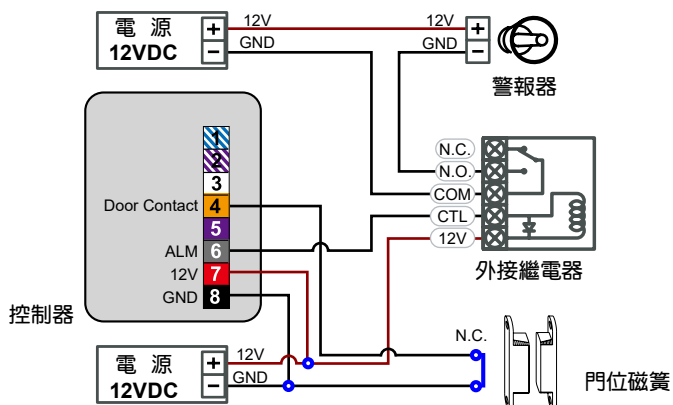 電 源
12VDC
+
−
12V
GND
12V
GND
+
−
警報器
1
2
3
Door Contact 4
5
ALM 6
12V 7
GND 8
控制器
N.C.
N.O.
COM
CTL
12V
外接繼電器
電 源
12VDC
+
−
12V
GND
N.C.
門位磁簧